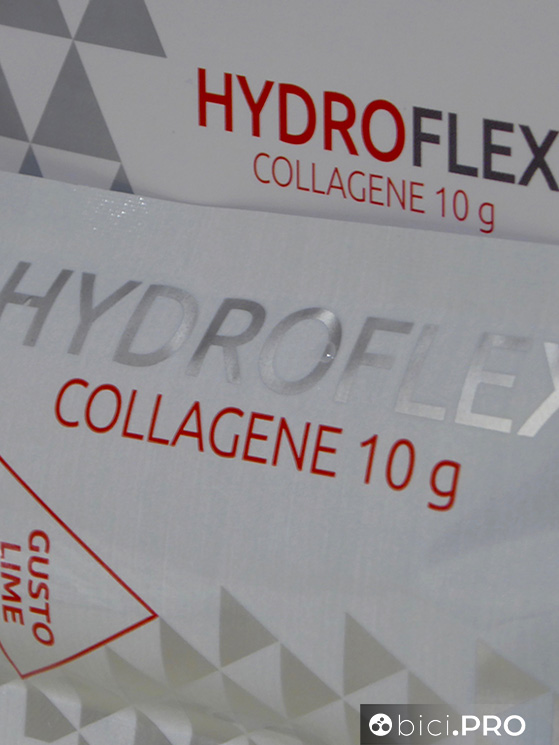 HYDROFLEX
COLLAGENE 10 g
HYDROFLEX
COLLAGENE 10 g
GUSTO
LIME
bici.PRO